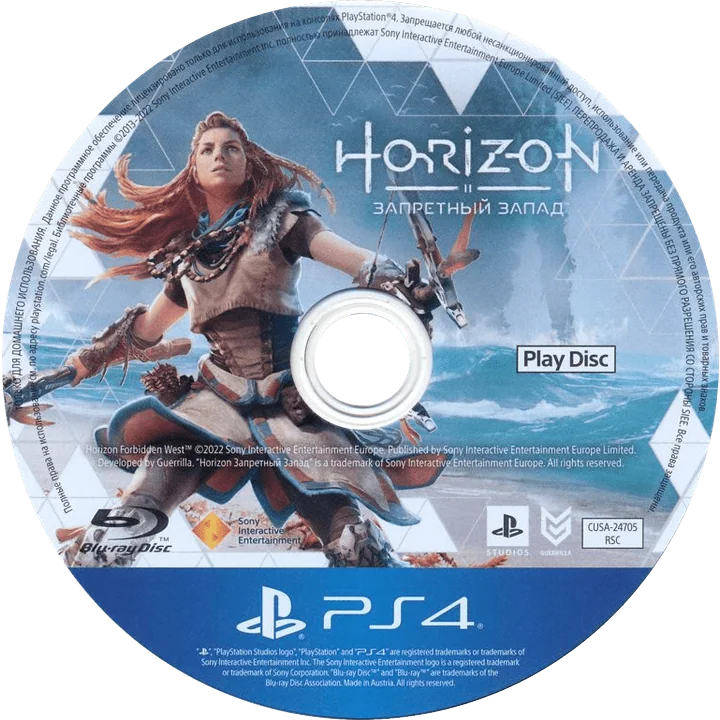 ТОЛЬКО ДЛЯ ДОМАШНЕГО ИСПОЛЬЗОВАНИЯ. Данное программное обеспечение лицензировано только для использования на консолях PlayStation®4. Запрещается любой несанкционированный доступ, использование или передача продукта или его авторских прав и товарных знаков.
Полные права на использование см. по адресу playstation.com/legal. Библиотечные программы ©2013-2022 Sony Interactive Entertainment Inc. полностью принадлежат Sony Interactive Entertainment Europe Limited (SIEE). ПЕРЕПРОДАЖА И АРЕНДА ЗАПРЕЩЕНЫ БЕЗ ПРЯМОГО РАЗРЕШЕНИЯ СО СТОРОНЫ SIEE. Все права защищены.
HORIZON
II
ЗАПРЕТНЫЙ ЗАПАД™
Play Disc
Horizon Forbidden West™ ©2022 Sony Interactive Entertainment Europe. Published by Sony Interactive Entertainment Europe Limited.
Developed by Guerrilla. "Horizon Запретный Запад" is a trademark of Sony Interactive Entertainment Europe. All rights reserved.
Blu-ray Disc™
Sony
Interactive
Entertainment
STUDIOS
GUERRILLA
CUSA-24705
RSC
PS4®
", "PlayStation Studios logo", "PlayStation" and "PS4" are registered trademarks or trademarks of
Sony Interactive Entertainment Inc. The Sony Interactive Entertainment logo is a registered trademark
or trademark of Sony Corporation. "Blu-ray Disc™" and "Blu-ray™" are trademarks of the
Blu-ray Disc Association. Made in Austria. All rights reserved.